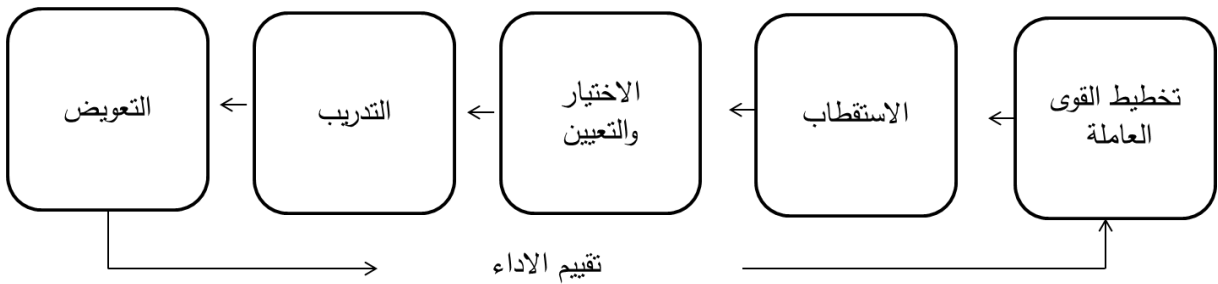 تخطيط القوى
العاملة
الاستقطاب
الاختيار
والتعيين
التدريب
التعويض
تقييم الاداء